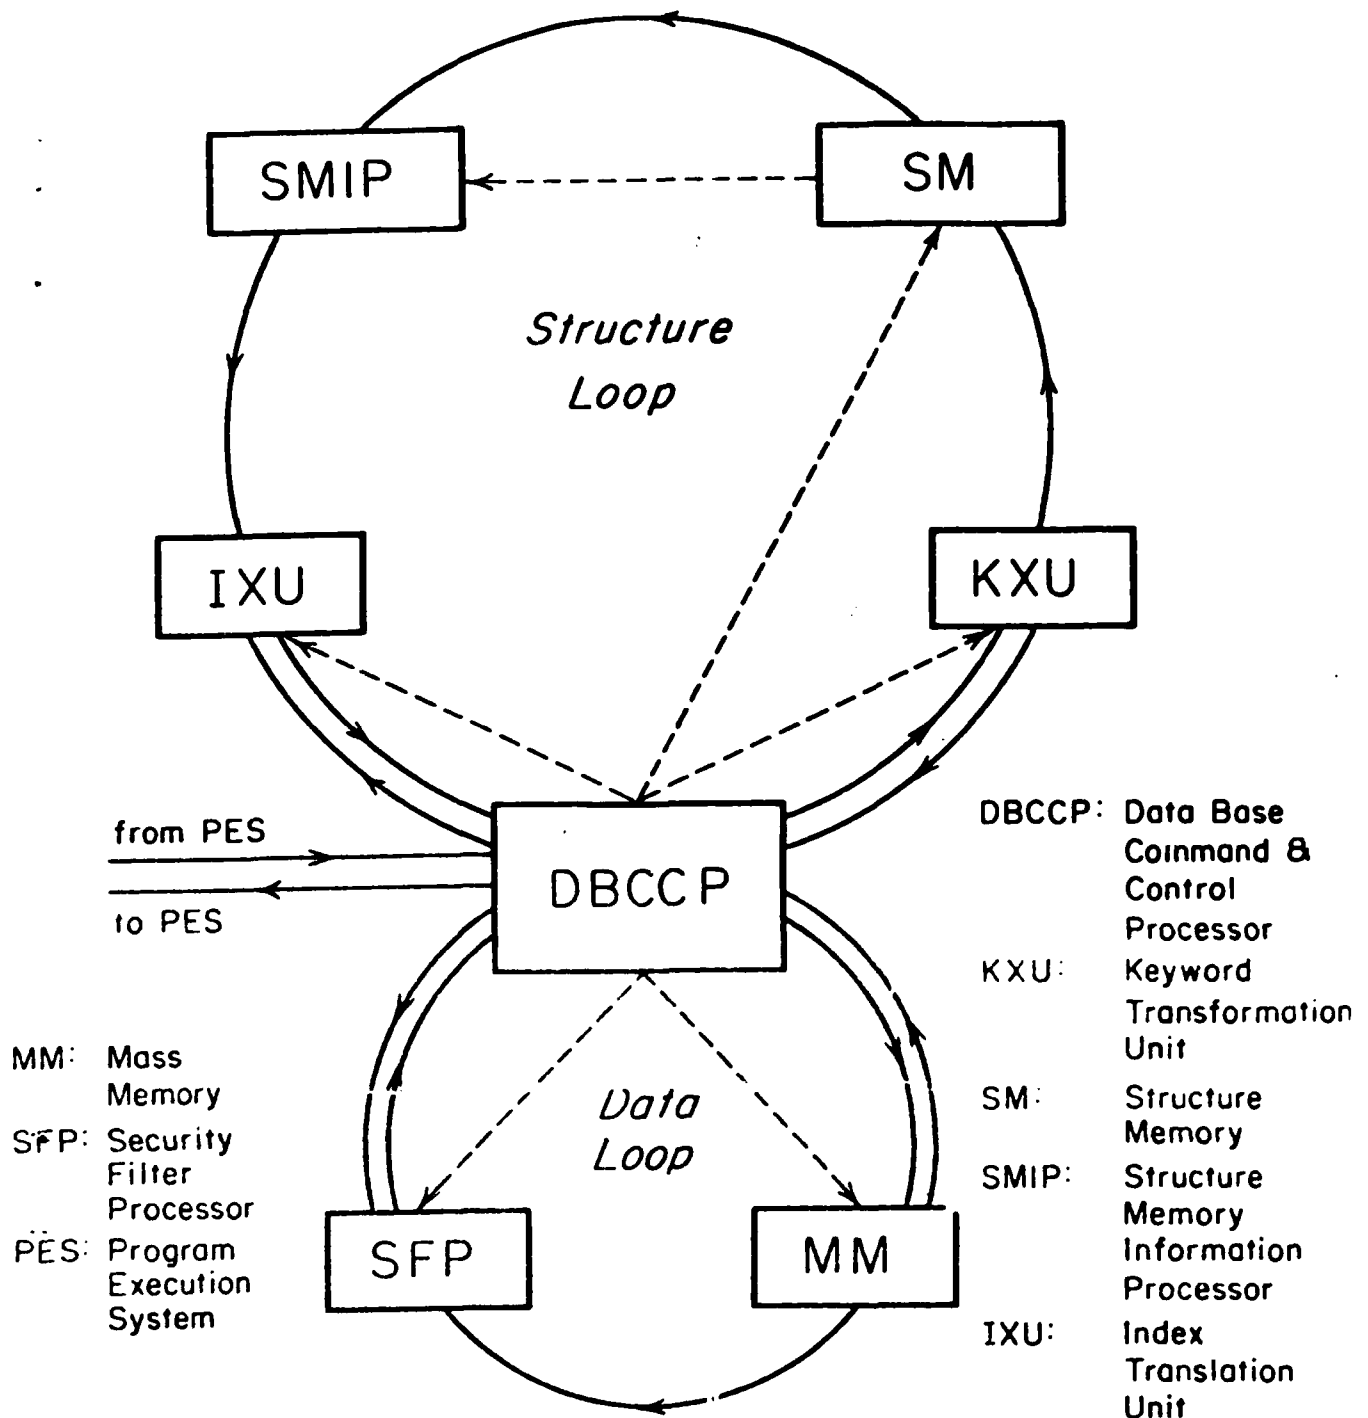 SMIP
SM
Structure
Loop
IXU
KXU
from PES
to PES
DBCCP
Data
Loop
SFP
MM
MM: Mass
Memory
SFP: Security
Filter
Processor
PES: Program
Execution
System
DBCCP: Data Base
Command &
Control
Processor
KXU: Keyword
Transformation
Unit
SM: Structure
Memory
SMIP: Structure
Memory
Information
Processor
IXU: Index
Translation
Unit